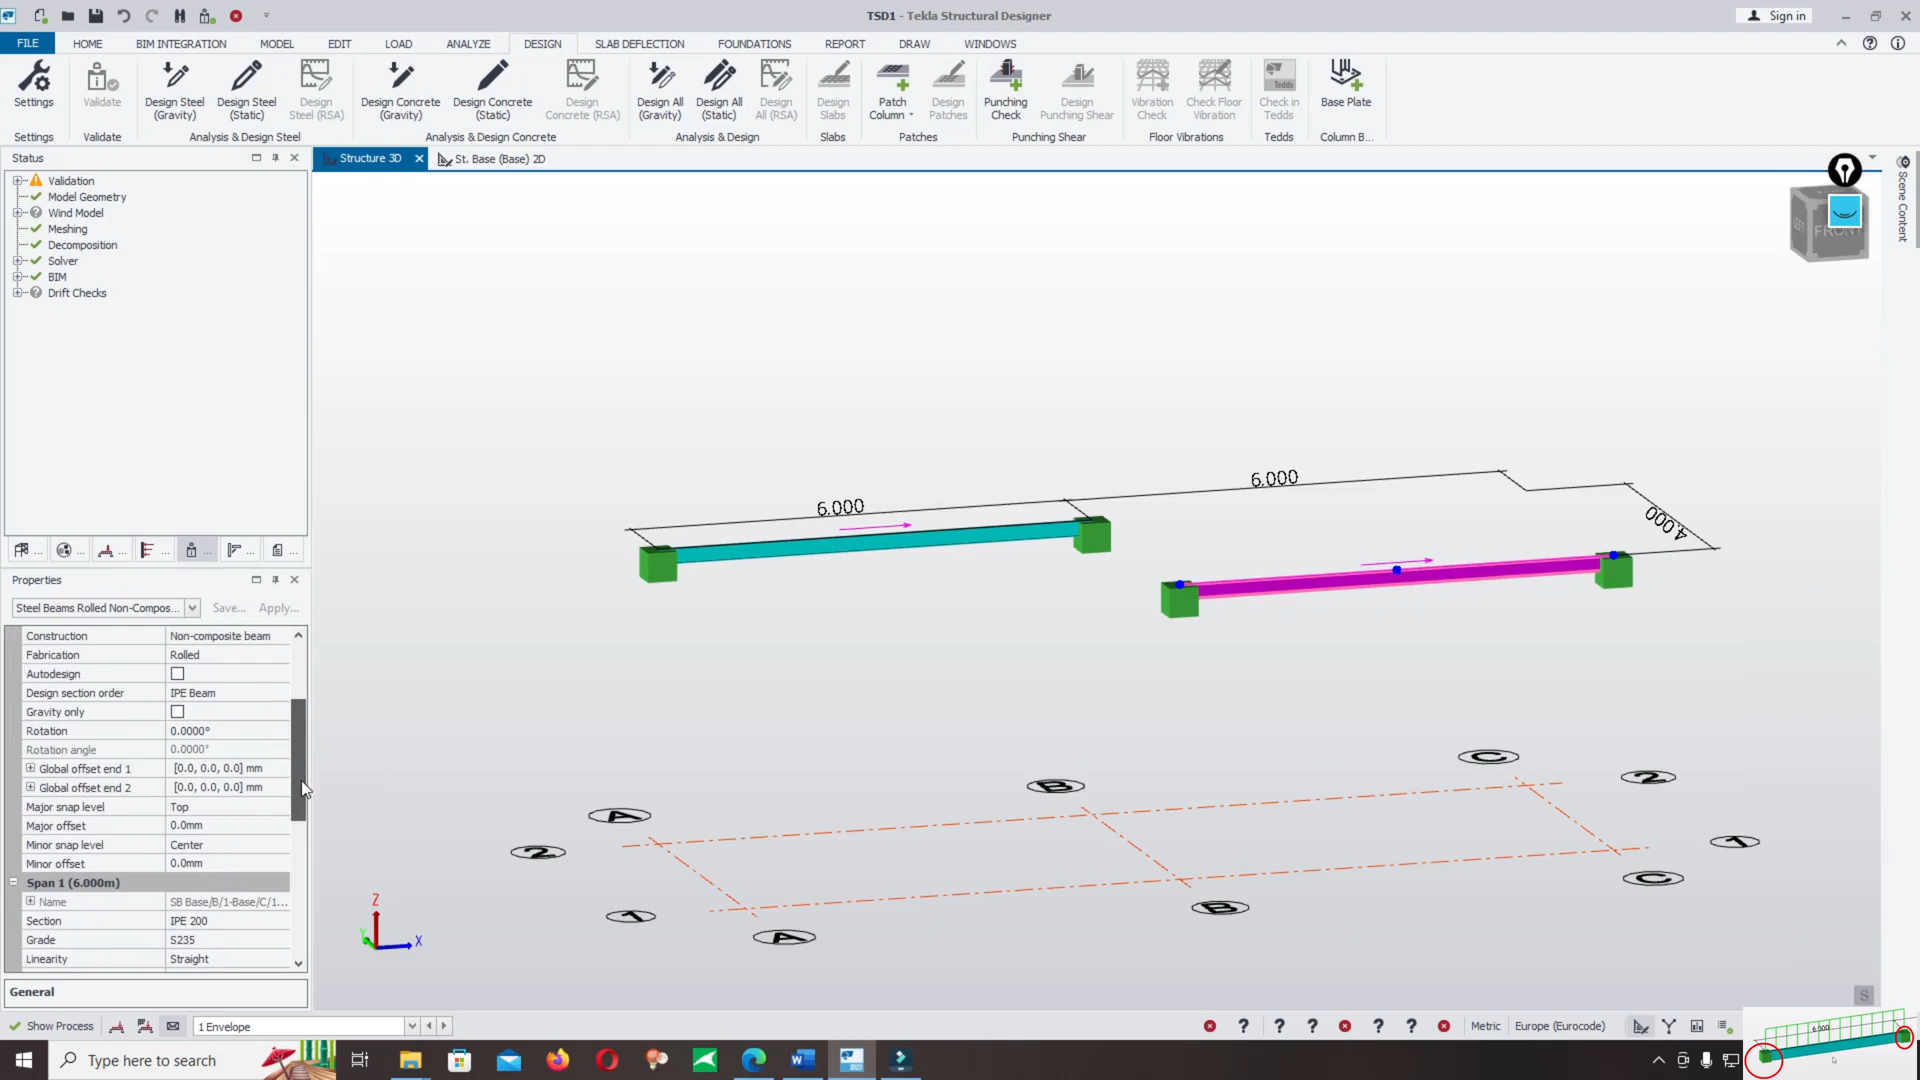 TSD1 - Tekla Structural Designer
Sign in
FILE
HOME
BIM INTEGRATION
MODEL
EDIT
LOAD
ANALYZE
DESIGN
SLAB DEFLECTION
FOUNDATIONS
REPORT
DRAW
WINDOWS
Settings
Validate
Design Steel
(Gravity)
Design Steel
(Static)
Design
Steel (RSA)
Design Concrete
(Gravity)
Design Concrete
(Static)
Design
Concrete (RSA)
Design All
(Gravity)
Design All
(Static)
Design
All (RSA)
Design
Slabs
Patch
Column
Design
Patches
Punching
Check
Design
Punching Shear
Vibration
Check
Check Floor
Vibration
Tedds
Check in
Tedds
Base Plate
Settings
Validate
Analysis & Design Steel
Analysis & Design Concrete
Analysis & Design
Slabs
Patches
Punching Shear
Floor Vibrations
Tedds
Column B...
Status
Structure 3D
St. Base (Base) 2D
Scene Content
Validation
Model Geometry
Wind Model
Meshing
Decomposition
Solver
BIM
Drift Checks
LEFT
FRONT
6.000
6.000
4.000
Properties
Steel Beams Rolled Non-Compos...
Save...
Apply...
Construction Non-composite beam
Fabrication Rolled
Autodesign
Design section order IPE Beam
Gravity only
Rotation 0.0000°
Rotation angle 0.0000°
Global offset end 1 [0.0, 0.0, 0.0] mm
Global offset end 2 [0.0, 0.0, 0.0] mm
Major snap level Top
Major offset 0.0mm
Minor snap level Center
Minor offset 0.0mm
Span 1 (6.000m)
Name SB Base/B/1-Base/C/1...
Section IPE 200
Grade S235
Linearity Straight
General
A
B
C
2
2
1
1
A
B
C
Z
Y
X
S
Show Process
1 Envelope
Metric
Europe (Eurocode)
6.000
Type here to search